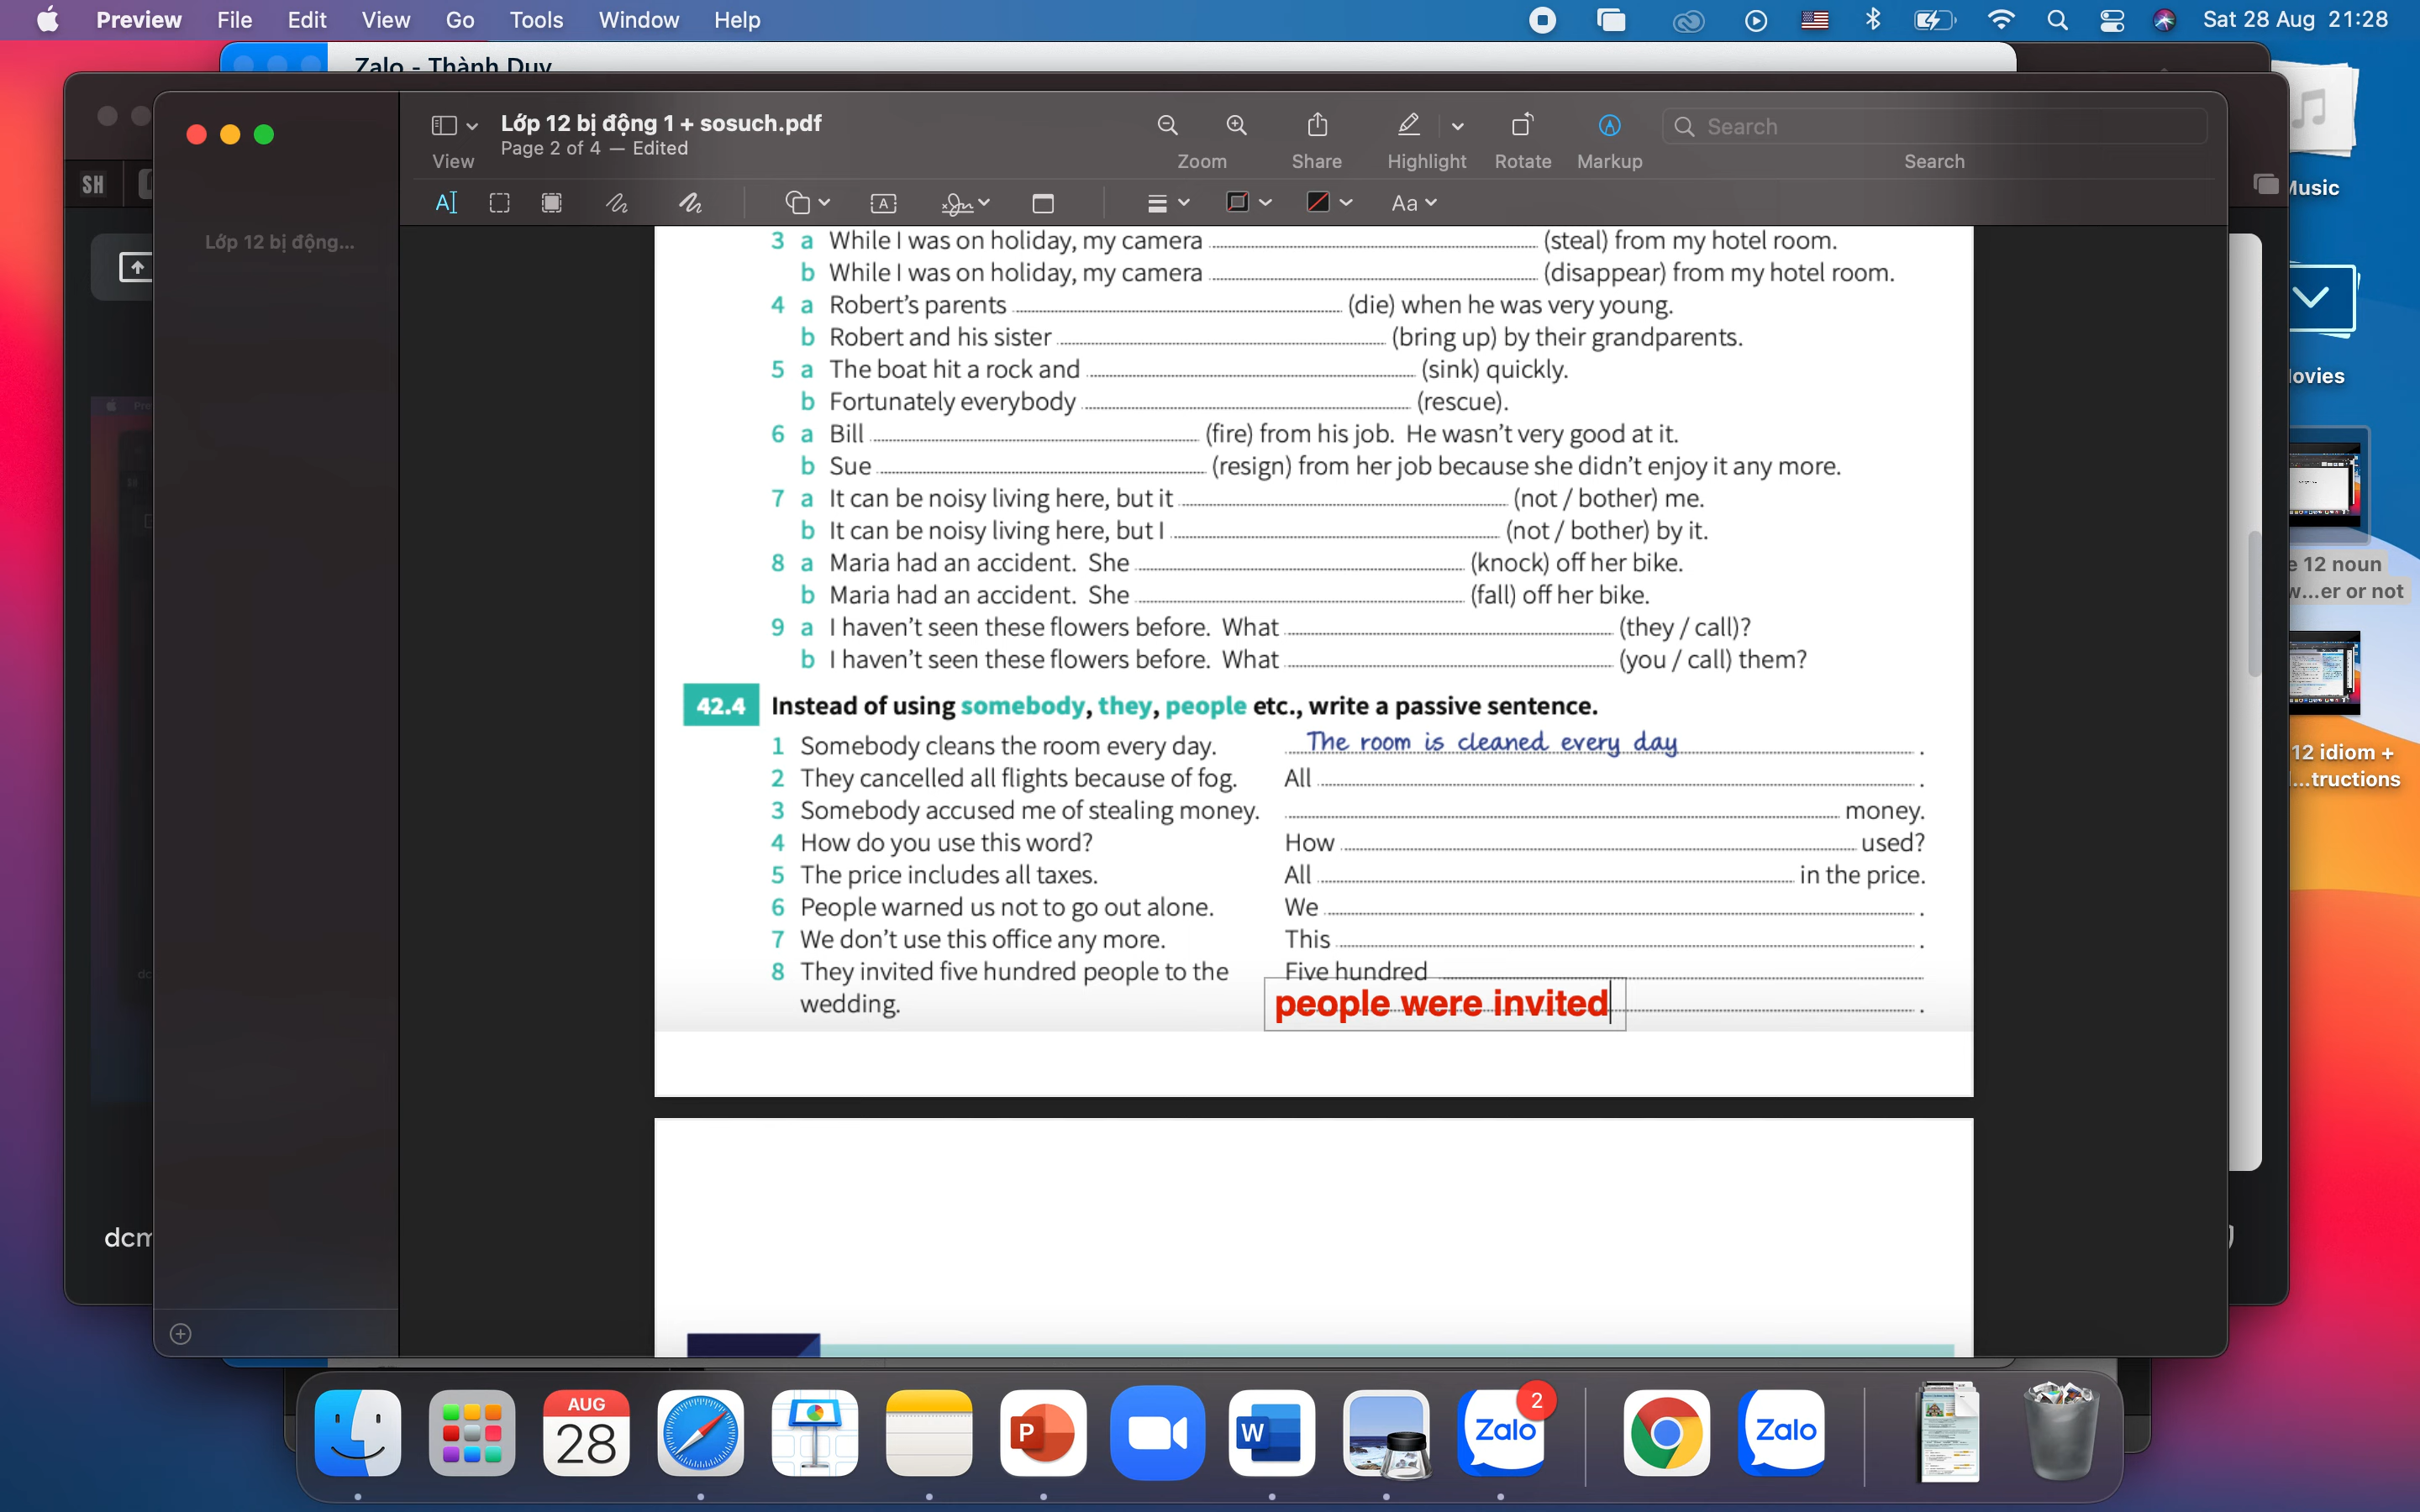 Preview File Edit View Go Tools Window Help Sat 28 Aug 21:28
Zalo - Thành Duy
Lớp 12 bị động 1 + sosuch.pdf
Page 2 of 4 — Edited
View Zoom Share Highlight Rotate Markup Search
Search
SH
Aa
Lớp 12 bị động...
3 a While I was on holiday, my camera (steal) from my hotel room.
b While I was on holiday, my camera (disappear) from my hotel room.
4 a Robert's parents (die) when he was very young.
b Robert and his sister (bring up) by their grandparents.
5 a The boat hit a rock and (sink) quickly.
b Fortunately everybody (rescue).
6 a Bill (fire) from his job. He wasn't very good at it.
b Sue (resign) from her job because she didn't enjoy it any more.
7 a It can be noisy living here, but it (not / bother) me.
b It can be noisy living here, but I (not / bother) by it.
8 a Maria had an accident. She (knock) off her bike.
b Maria had an accident. She (fall) off her bike.
9 a I haven't seen these flowers before. What (they / call)?
b I haven't seen these flowers before. What (you / call) them?
42.4 Instead of using somebody, they, people etc., write a passive sentence.
1 Somebody cleans the room every day. The room is cleaned every day.
2 They cancelled all flights because of fog. All .
3 Somebody accused me of stealing money. money.
4 How do you use this word? How used?
5 The price includes all taxes. All in the price.
6 People warned us not to go out alone. We .
7 We don't use this office any more. This .
8 They invited five hundred people to the Five hundred
wedding. people were invited .
Music
ovies
e 12 noun
w...er or not
12 idiom +
...tructions
dcm
AUG
28
P
W
Zalo
2
Zalo